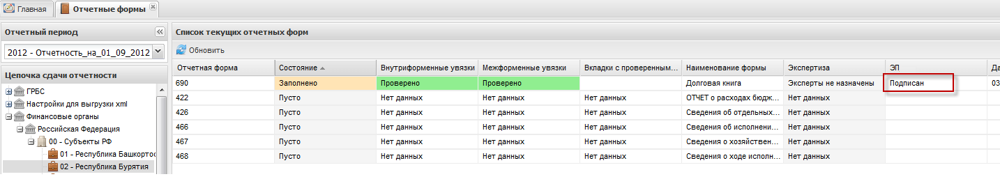 Главная Отчетные формы
Отчетный период
2012 - Отчетность_на_01_09_2012
Цепочка сдачи отчетности
ГРБС
Настройки для выгрузки xml
Финансовые органы
Российская Федерация
00 - Субъекты РФ
01 - Республика Башкортос
02 - Республика Бурятия
Список текущих отчетных форм
Обновить
Отчетная форма Состояние Внутриформенные увязки Межформенные увязки Вкладки с проверенным... Наименование формы Экспертиза ЭП Да
690 Заполнено Проверено Проверено Долговая книга Эксперты не назначены Подписан 03
422 Пусто Нет данных Нет данных Нет данных ОТЧЕТ о расходах бюдж... Нет данных
426 Пусто Нет данных Нет данных Нет данных Сведения об отдельных... Нет данных
466 Пусто Нет данных Нет данных Нет данных Сведения об исполнени... Нет данных
467 Пусто Нет данных Нет данных Нет данных Сведения о хозяйствен... Нет данных
468 Пусто Нет данных Нет данных Нет данных Сведения о ходе исполн... Нет данных